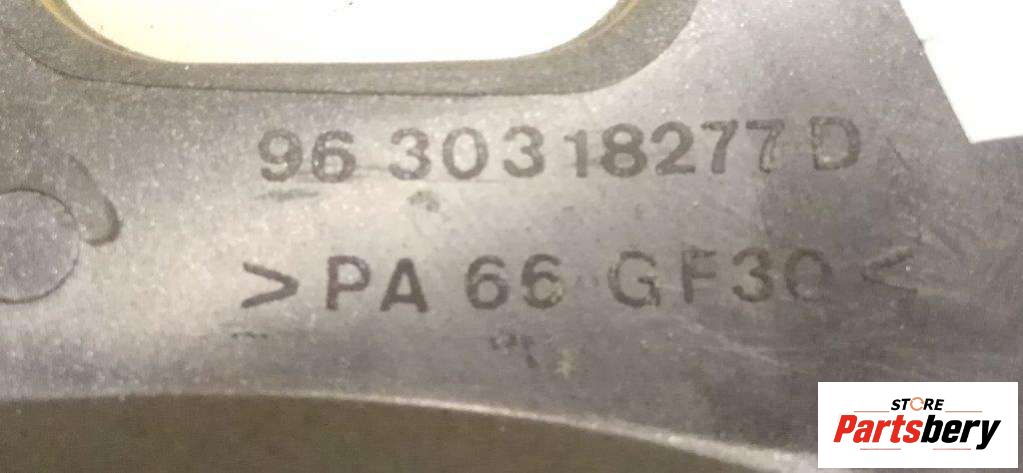 96 30318277 D
>PA 66 GF30<
STORE
Partsbery